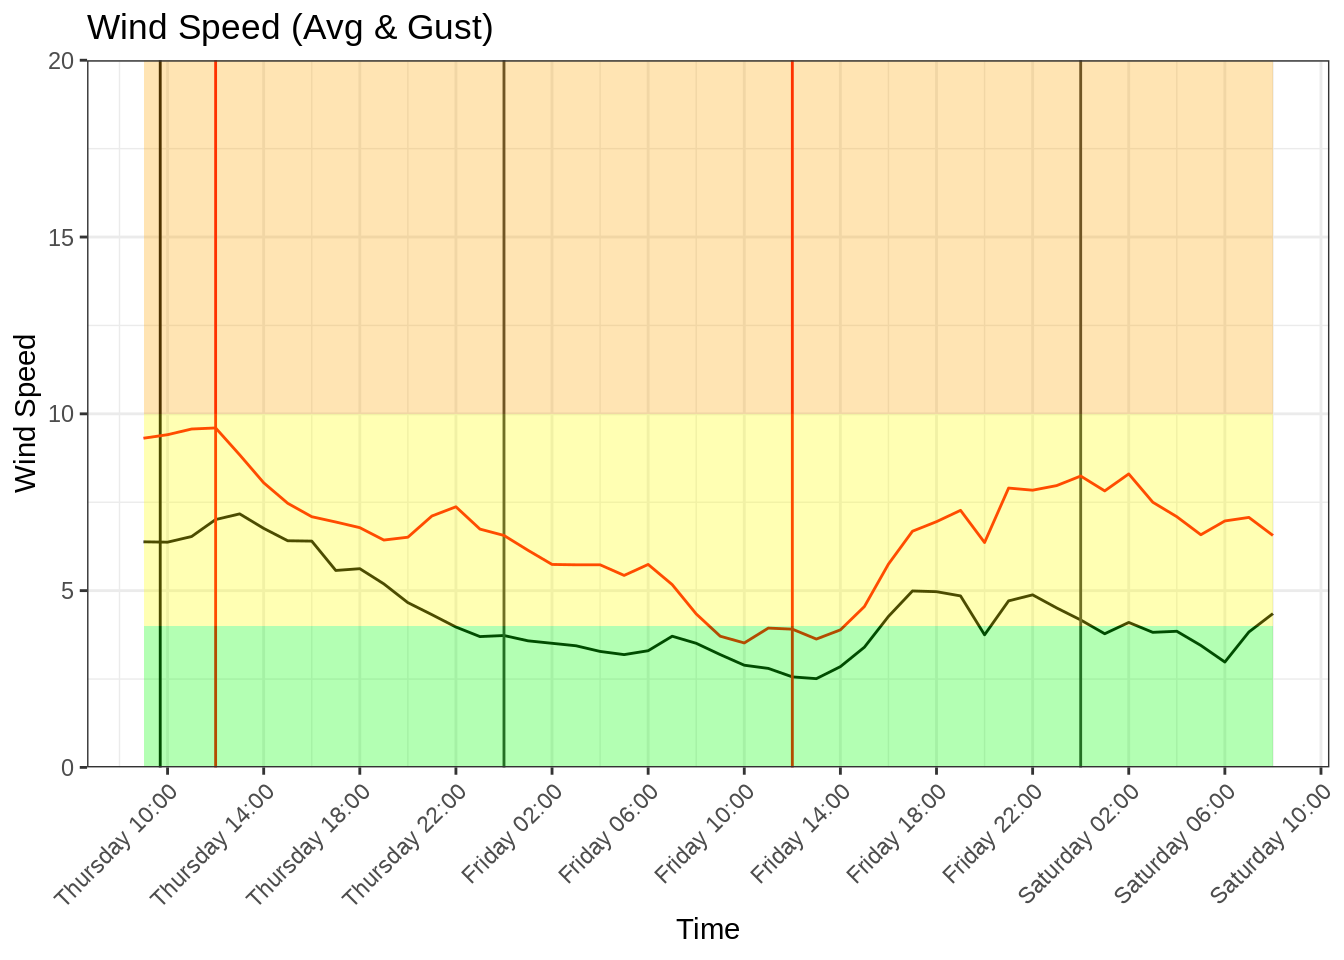 Wind Speed (Avg & Gust)
20
15
10
5
0
Wind Speed
Thursday 10:00
Thursday 14:00
Thursday 18:00
Thursday 22:00
Friday 02:00
Friday 06:00
Friday 10:00
Friday 14:00
Friday 18:00
Friday 22:00
Saturday 02:00
Saturday 06:00
Saturday 10:00
Time